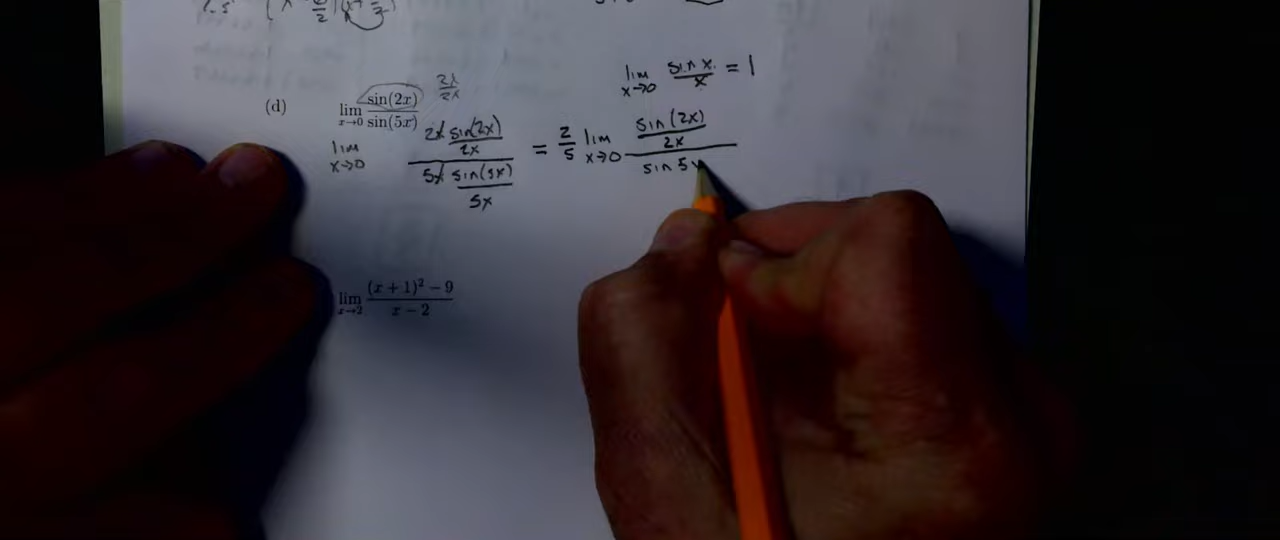 lim x→0 sin x/x = 1
(d) lim x→0 sin(2x)/sin(5x) 2x/2x
lim x→0 (2x sin(2x)/2x)/(5x sin(5x)/5x) = 2/5 lim x→0 (sin(2x)/2x)/(sin 5x
lim x→2 ((x + 1)² − 9)/(x − 2)